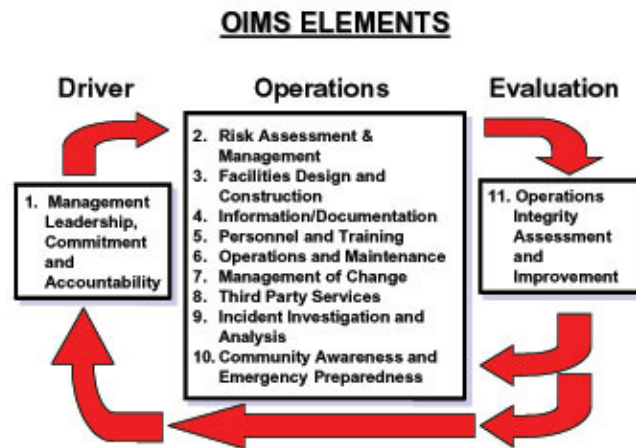 OIMS ELEMENTS
Driver
Operations
Evaluation
1. Management
Leadership,
Commitment
and
Accountability
2. Risk Assessment &
Management
3. Facilities Design and
Construction
4. Information/Documentation
5. Personnel and Training
6. Operations and Maintenance
7. Management of Change
8. Third Party Services
9. Incident Investigation and
Analysis
10. Community Awareness and
Emergency Preparedness
11. Operations
Integrity
Assessment
and
Improvement